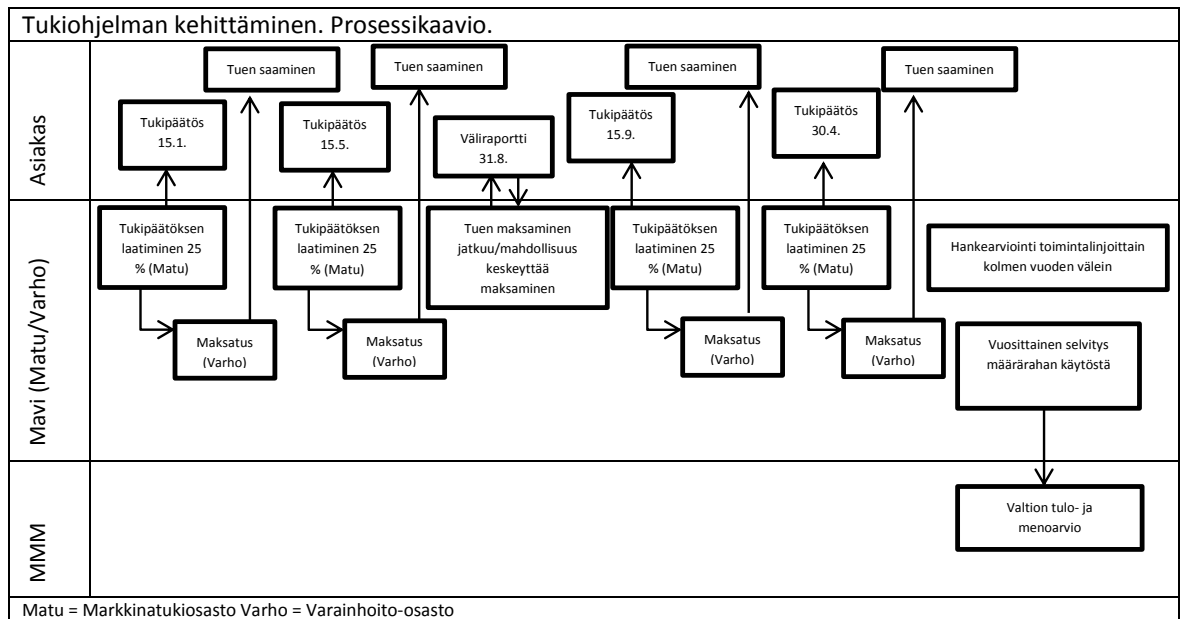 Tukiohjelman kehittäminen. Prosessikaavio.
Asiakas
Tuen saaminen
Tuen saaminen
Tuen saaminen
Tuen saaminen
Tukipäätös
15.1.
Tukipäätös
15.5.
Väliraportti
31.8.
Tukipäätös
15.9.
Tukipäätös
30.4.
Mavi (Matu/Varho)
Tukipäätöksen
laatiminen 25
% (Matu)
Tukipäätöksen
laatiminen 25
% (Matu)
Tuen maksaminen
jatkuu/mahdollisuus
keskeyttää
maksaminen
Tukipäätöksen
laatiminen 25
% (Matu)
Tukipäätöksen
laatiminen 25
% (Matu)
Hankearviointi toimintalinjoittain
kolmen vuoden välein
Maksatus
(Varho)
Maksatus
(Varho)
Maksatus
(Varho)
Maksatus
(Varho)
Vuosittainen selvitys
määrärahan käytöstä
MMM
Valtion tulo- ja
menoarvio
Matu = Markkinatukiosasto Varho = Varainhoito-osasto